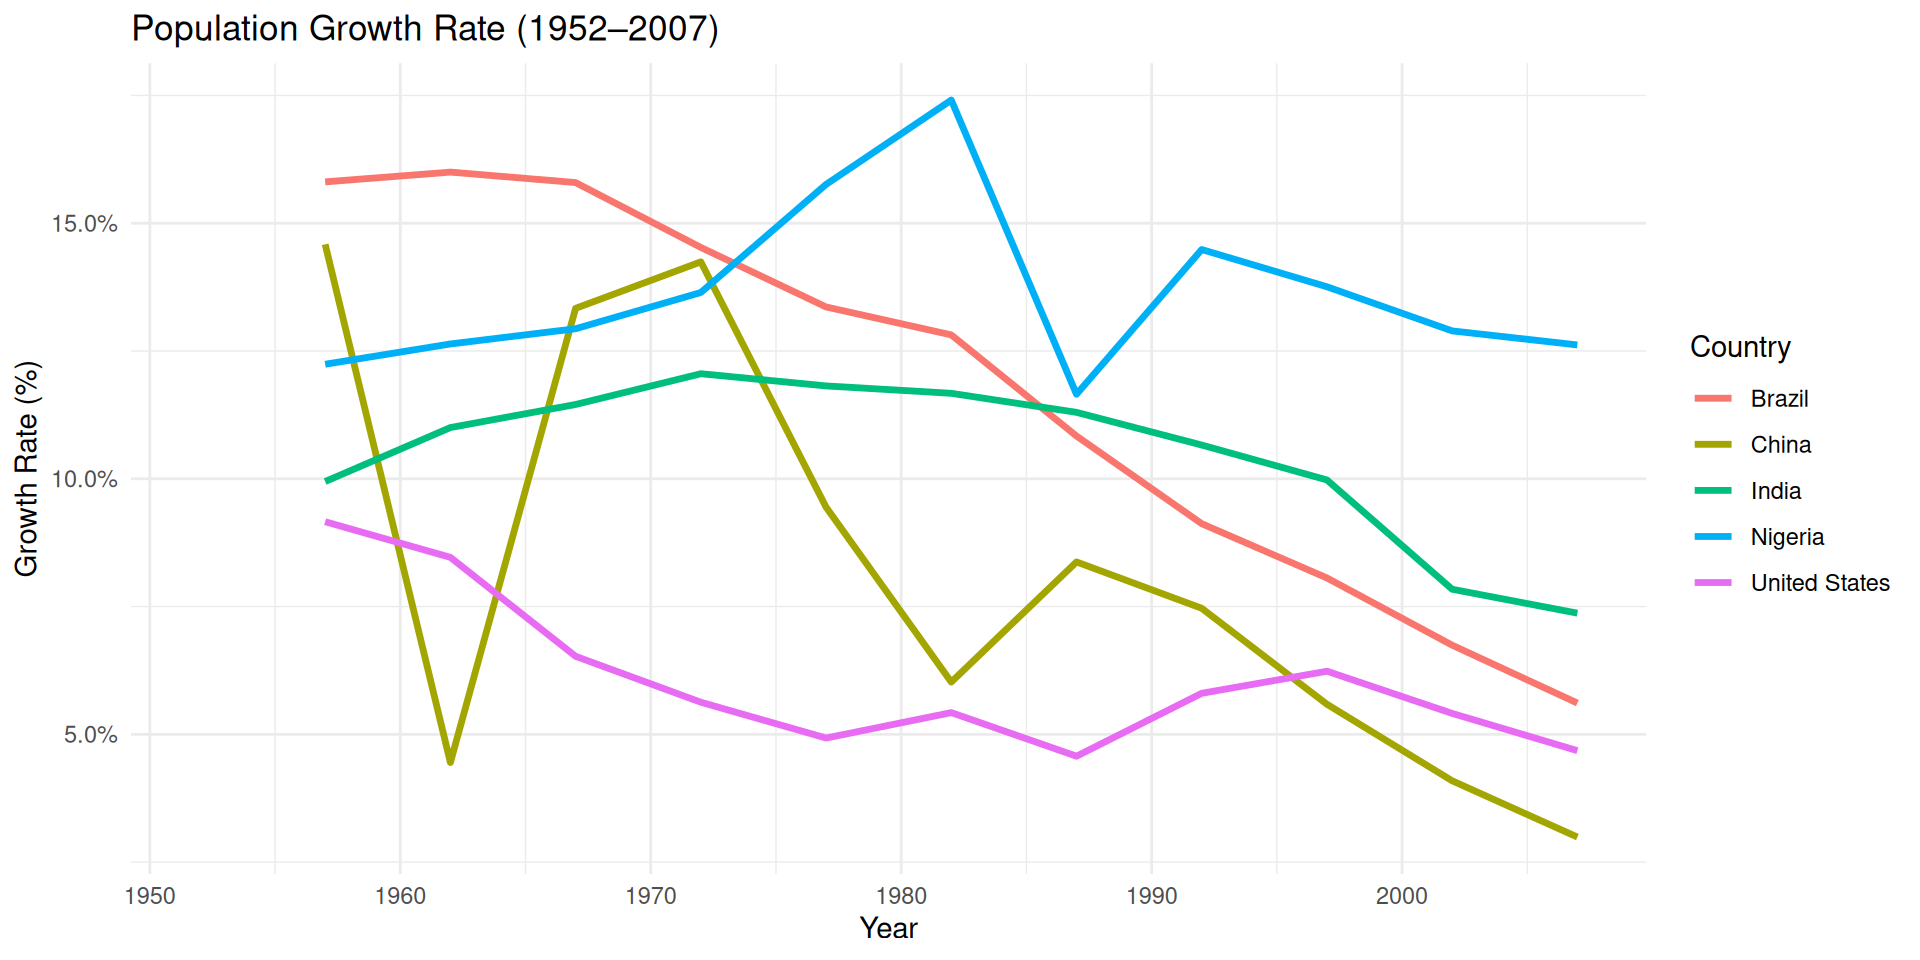 Population Growth Rate (1952–2007)
Growth Rate (%)
15.0%
10.0%
5.0%
1950
1960
1970
1980
1990
2000
Year
Country
Brazil
China
India
Nigeria
United States